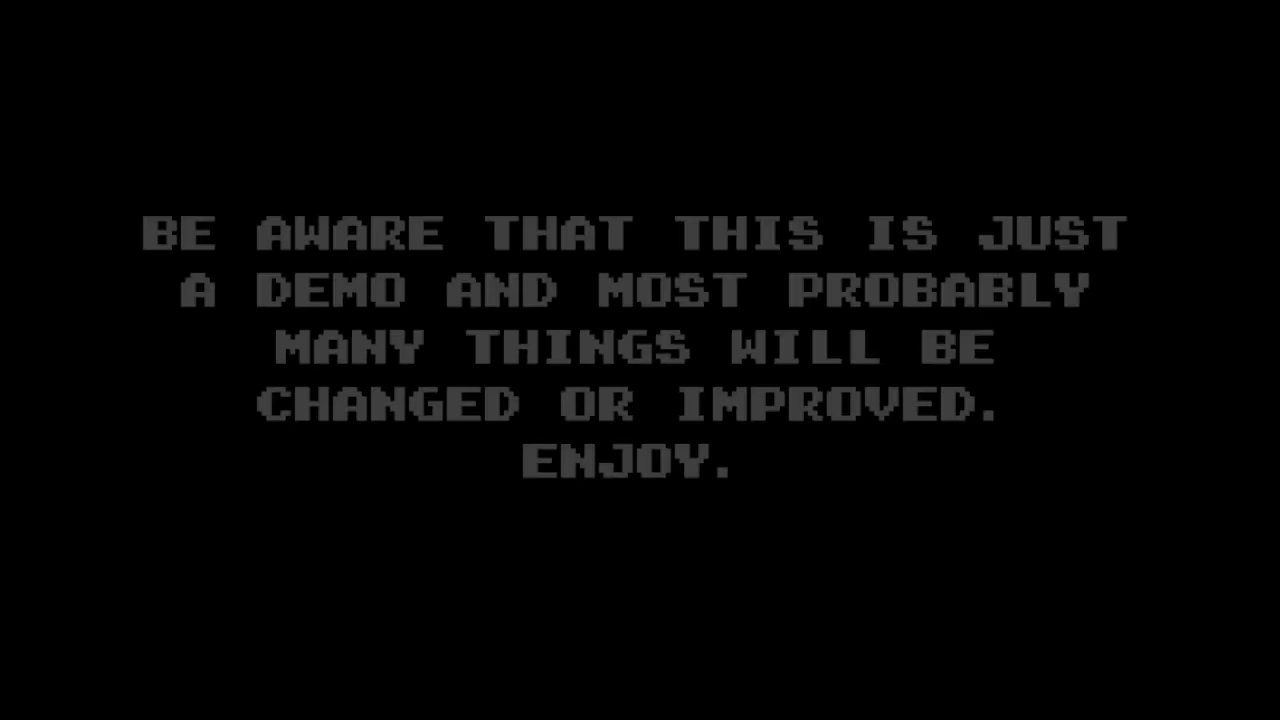 BE AWARE THAT THIS IS JUST
A DEMO AND MOST PROBABLY
MANY THINGS WILL BE
CHANGED OR IMPROVED.
ENJOY.